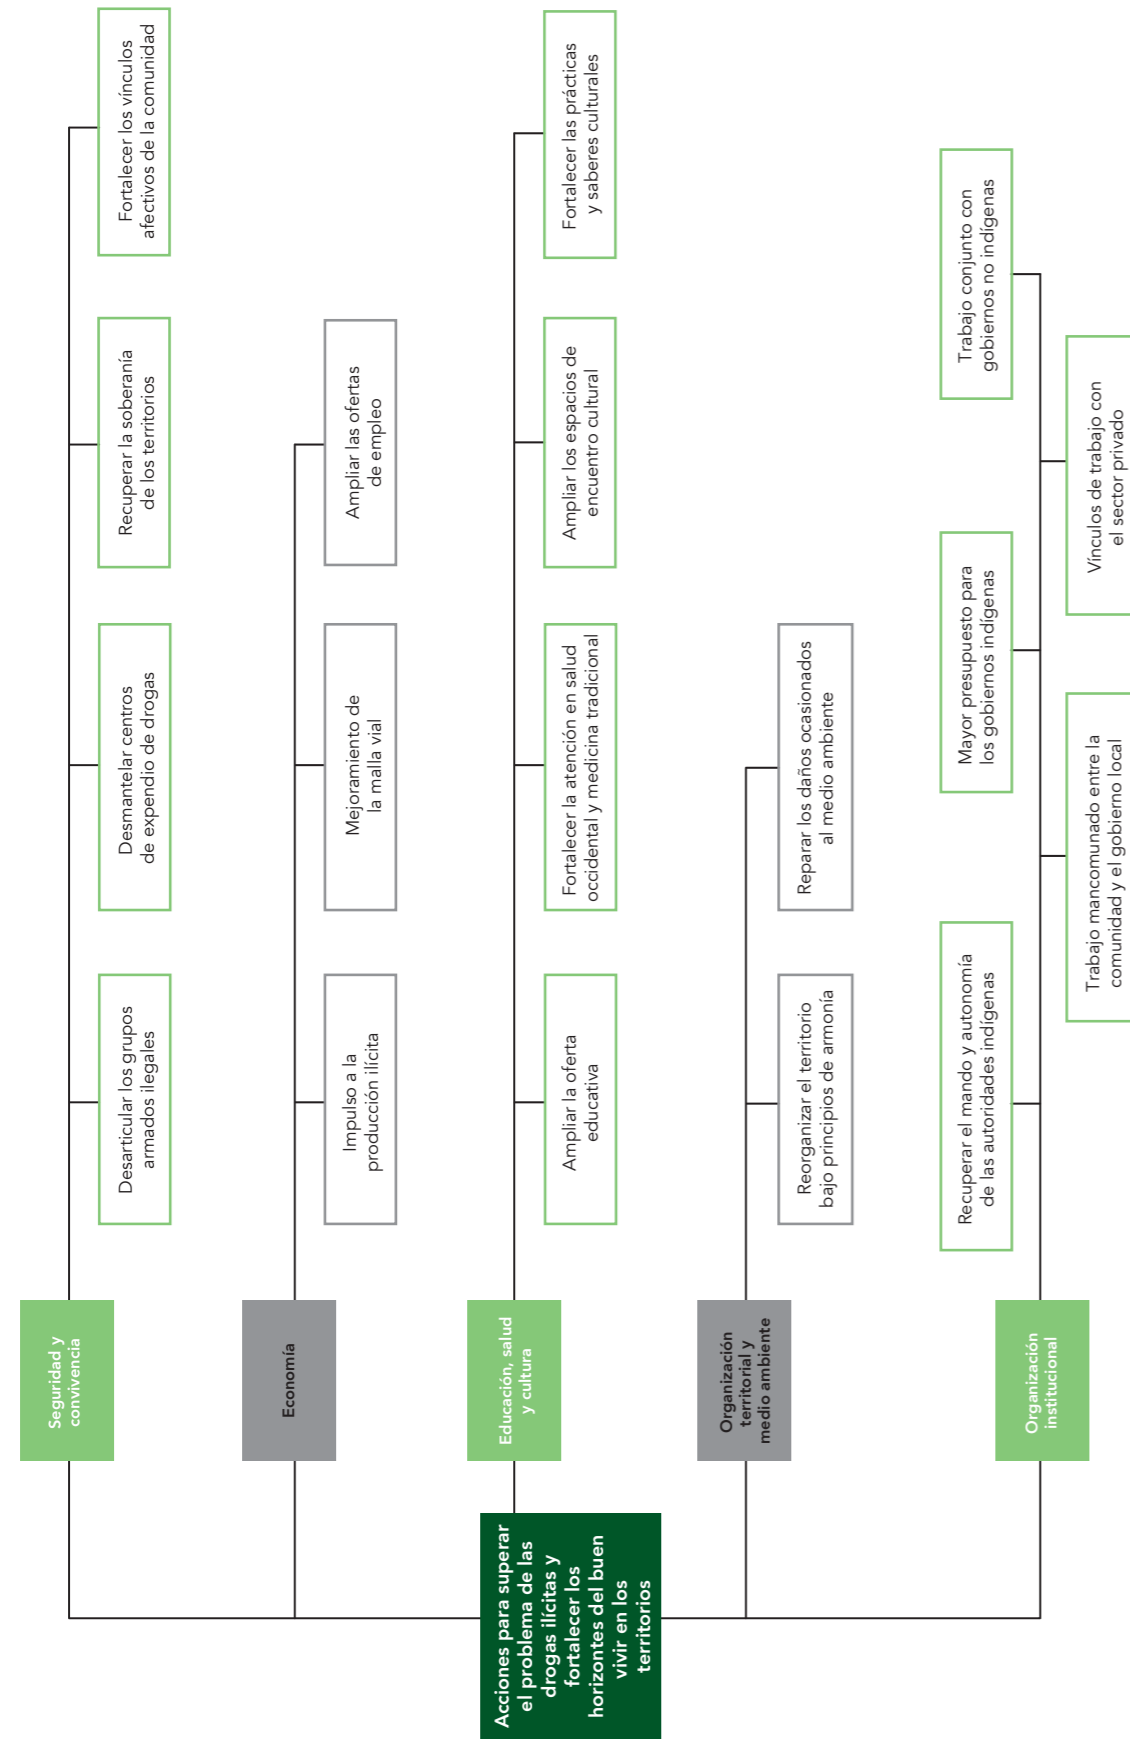 Acciones para superar
el problema de las
drogas ilícitas y
fortalecer los
horizontes del buen
vivir en los
territorios
Seguridad y
convivencia
Desarticular los grupos
armados ilegales
Desmantelar centros
de expendio de drogas
Recuperar la soberanía
de los territorios
Fortalecer los vínculos
afectivos de la comunidad
Economía
Impulso a la
producción ilícita
Mejoramiento de
la malla vial
Ampliar las ofertas
de empleo
Educación, salud
y cultura
Ampliar la oferta
educativa
Fortalecer la atención en salud
occidental y medicina tradicional
Ampliar los espacios de
encuentro cultural
Fortalecer las prácticas
y saberes culturales
Organización
territorial y
medio ambiente
Reorganizar el territorio
bajo principios de armonía
Reparar los daños ocasionados
al medio ambiente
Organización
institucional
Recuperar el mando y autonomía
de las autoridades indígenas
Trabajo mancomunado entre la
comunidad y el gobierno local
Mayor presupuesto para
los gobiernos indígenas
Vínculos de trabajo con
el sector privado
Trabajo conjunto con
gobiernos no indígenas